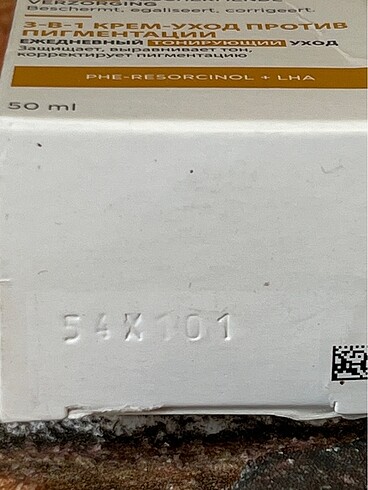 VERZORGING
Beschermt, egaliseert, corrigeert.
3-В-1 КРЕМ-УХОД ПРОТИВ
ПИГМЕНТАЦИИ
ЕЖЕДНЕВНЫЙ ТОНИРУЮЩИЙ УХОД
Защищает, выравнивает тон,
корректирует пигментацию
PHE-RESORCINOL + LHA
50 ml
54X101